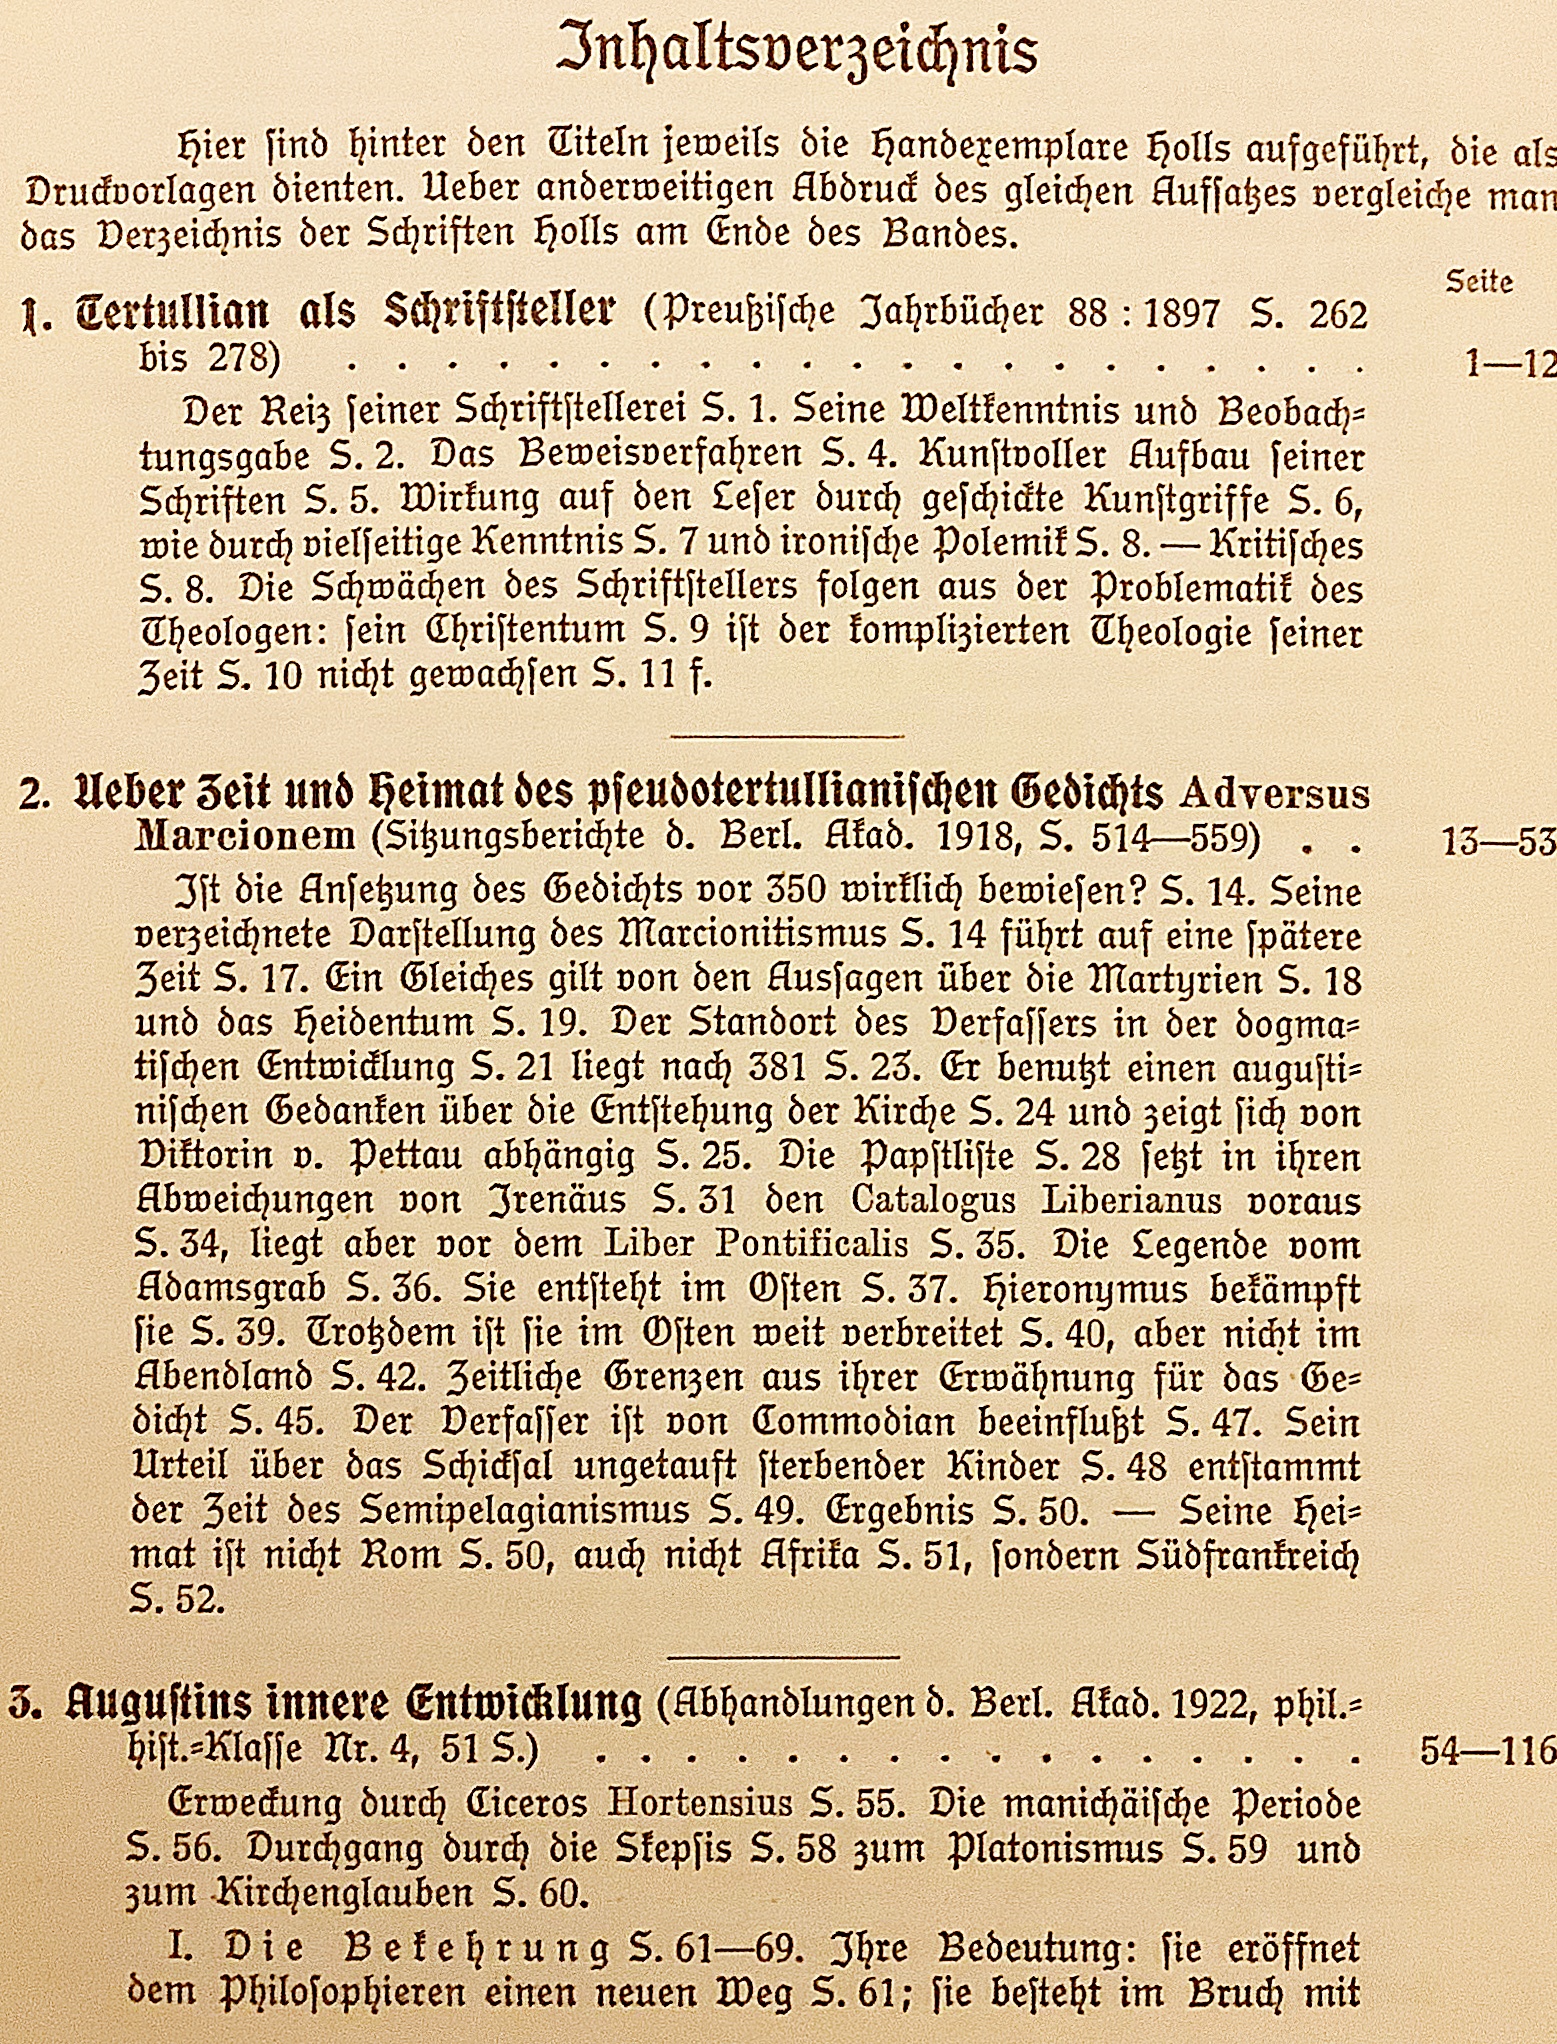 Inhaltsverzeichnis
Hier sind hinter den Titeln jeweils die Handexemplare Holls aufgeführt, die als
Druckvorlagen dienten. Ueber anderweitigen Abdruck des gleichen Aufsatzes vergleiche man
das Verzeichnis der Schriften Holls am Ende des Bandes.
Seite
1. Tertullian als Schriftsteller (Preußische Jahrbücher 88 : 1897 S. 262
bis 278) . . . . . . . . . . . . . . . . . . . . . 1—12
Der Reiz seiner Schriftstellerei S. 1. Seine Weltkenntnis und Beobach-
tungsgabe S. 2. Das Beweisverfahren S. 4. Kunstvoller Aufbau seiner
Schriften S. 5. Wirkung auf den Leser durch geschickte Kunstgriffe S. 6,
wie durch vielseitige Kenntnis S. 7 und ironische Polemik S. 8. — Kritisches
S. 8. Die Schwächen des Schriftstellers folgen aus der Problematik des
Theologen: sein Christentum S. 9 ist der komplizierten Theologie seiner
Zeit S. 10 nicht gewachsen S. 11 f.
2. Ueber Zeit und Heimat des pseudotertullianischen Gedichts Adversus
Marcionem (Sitzungsberichte d. Berl. Akad. 1918, S. 514—559) . . 13—53
Ist die Ansetzung des Gedichts vor 350 wirklich bewiesen? S. 14. Seine
verzeichnete Darstellung des Marcionitismus S. 14 führt auf eine spätere
Zeit S. 17. Ein Gleiches gilt von den Aussagen über die Martyrien S. 18
und das Heidentum S. 19. Der Standort des Verfassers in der dogma-
tischen Entwicklung S. 21 liegt nach 381 S. 23. Er benutzt einen augusti-
nischen Gedanken über die Entstehung der Kirche S. 24 und zeigt sich von
Viktorin v. Pettau abhängig S. 25. Die Papstliste S. 28 setzt in ihren
Abweichungen von Irenäus S. 31 den Catalogus Liberianus voraus
S. 34, liegt aber vor dem Liber Pontificalis S. 35. Die Legende vom
Adamsgrab S. 36. Sie entsteht im Osten S. 37. Hieronymus bekämpft
sie S. 39. Trotzdem ist sie im Osten weit verbreitet S. 40, aber nicht im
Abendland S. 42. Zeitliche Grenzen aus ihrer Erwähnung für das Ge-
dicht S. 45. Der Verfasser ist von Commodian beeinflußt S. 47. Sein
Urteil über das Schicksal ungetauft sterbender Kinder S. 48 entstammt
der Zeit des Semipelagianismus S. 49. Ergebnis S. 50. — Seine Hei-
mat ist nicht Rom S. 50, auch nicht Afrika S. 51, sondern Südfrankreich
S. 52.
3. Augustins innere Entwicklung (Abhandlungen d. Berl. Akad. 1922, phil.-
hist.-Klasse Nr. 4, 51 S.) . . . . . . . . . . . . . . . 54—116
Erweckung durch Ciceros Hortensius S. 55. Die manichäische Periode
S. 56. Durchgang durch die Skepsis S. 58 zum Platonismus S. 59 und
zum Kirchenglauben S. 60.
I. Die Bekehrung S. 61—69. Ihre Bedeutung: sie eröffnet
dem Philosophieren einen neuen Weg S. 61; sie besteht im Bruch mit